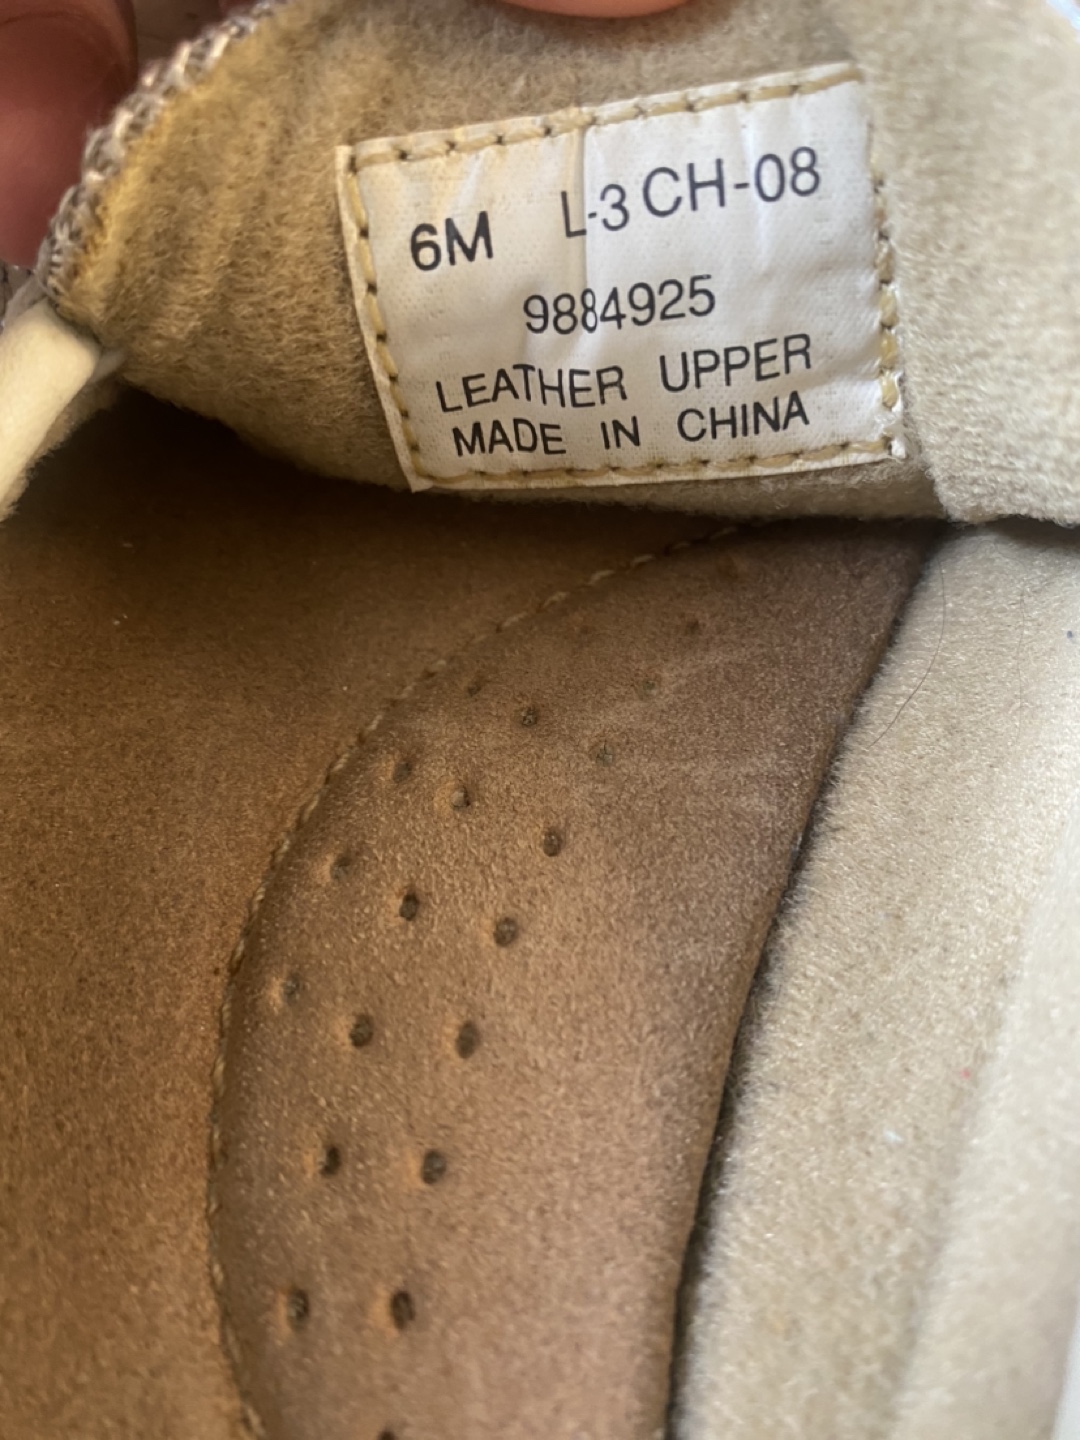 6M L-3 CH-08
9884925
LEATHER UPPER
MADE IN CHINA